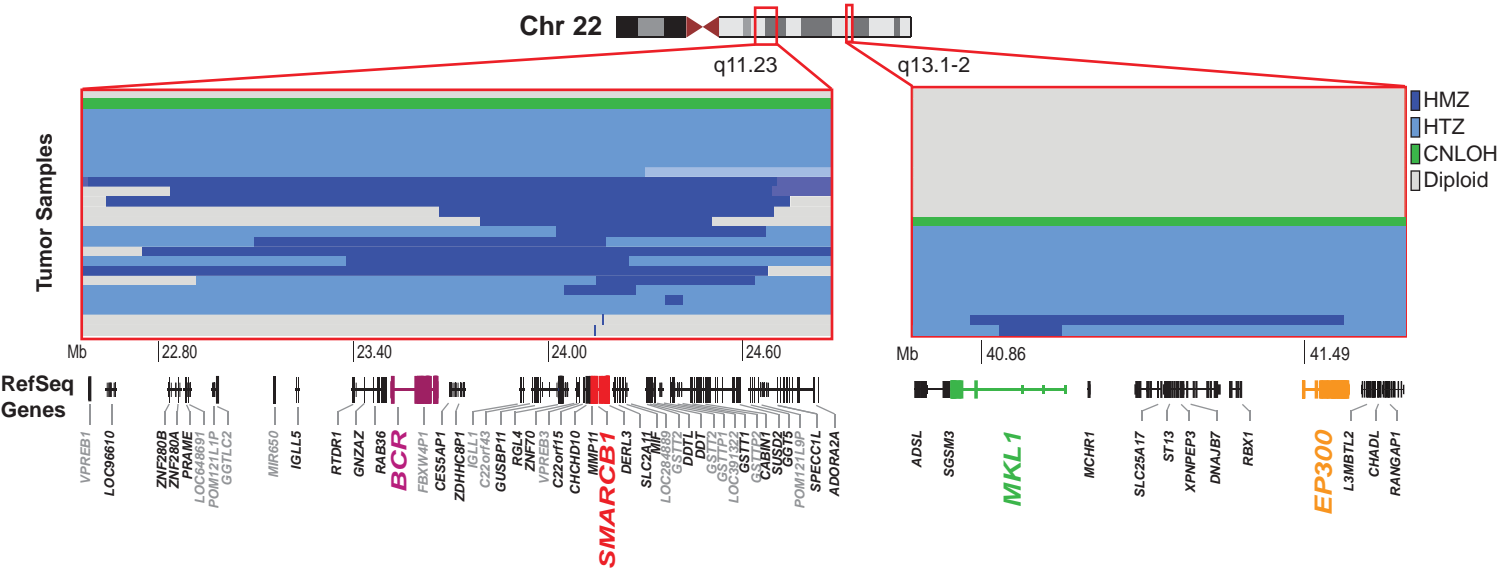 Chr 22
q11.23
q13.1-2
HMZ
HTZ
CNLOH
Diploid
Tumor Samples
Mb
22.80
23.40
24.00
24.60
Mb
40.86
41.49
RefSeq
Genes
VPREB1
LOC96610
ZNF280B
ZNF280A
PRAME
LOC648691
POM121L1P
GGTLC2
MIR650
IGLL5
RTDR1
GNAZ
RAB36
BCR
FBXW4P1
CES5AP1
ZDHHC8P1
IGLL1
C22orf43
GUSBP11
RGL4
ZNF70
VPREB3
C22orf15
CHCHD10
MMP11
SMARCB1
DERL3
SLC2A11
MIF
LOC284889
GSTT2
DDTL
DDT
GSTT2
GSTTP1
LOC391322
GSTT1
GSTTP2
CABIN1
SUSD2
GGT5
POM121L9P
SPECC1L
ADORA2A
ADSL
SGSM3
MKL1
MCHR1
SLC25A17
ST13
XPNPEP3
DNAJB7
RBX1
EP300
L3MBTL2
CHADL
RANGAP1